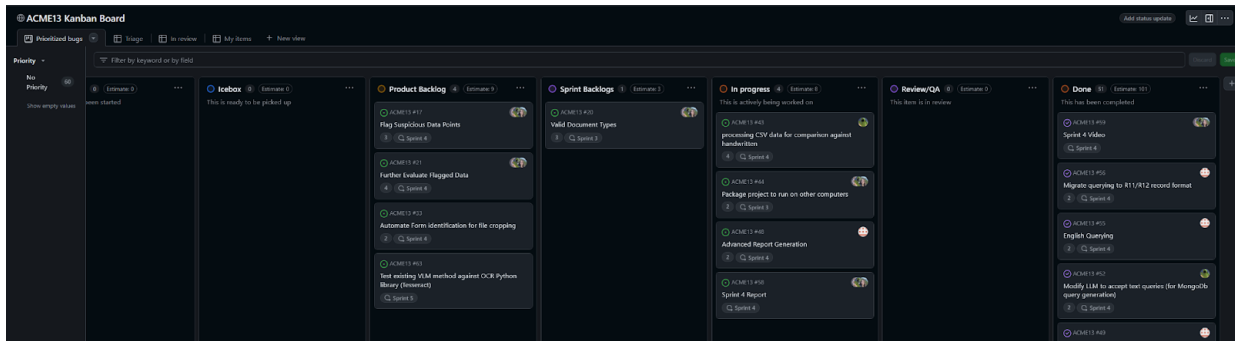 ACME13 Kanban Board
Add status update
Prioritized bugs
Triage
In review
My items
+ New view
Priority
Filter by keyword or by field
Discard
Save
No Priority
60
Show empty values
0 Estimate: 0
been started
Icebox 0 Estimate: 0
This is ready to be picked up
Product Backlog 4 Estimate: 9
ACME13 #17
Flag Suspicious Data Points
3 Sprint 4
ACME13 #21
Further Evaluate Flagged Data
4 Sprint 4
ACME13 #33
Automate Form identification for file cropping
2 Sprint 4
ACME13 #63
Test existing VLM method against OCR Python
library (Tesseract)
Sprint 5
Sprint Backlogs 1 Estimate: 3
ACME13 #20
Valid Document Types
3 Sprint 3
In progress 4 Estimate: 8
This is actively being worked on
ACME13 #45
processing CSV data for comparison against
handwritten
4 Sprint 4
ACME13 #44
Package project to run on other computers
2 Sprint 5
ACME13 #48
Advanced Report Generation
2 Sprint 4
ACME13 #58
Sprint 4 Report
Sprint 4
Review/QA 0 Estimate: 0
This item is in review
Done 51 Estimate: 101
This has been completed
ACME13 #59
Sprint 4 Video
Sprint 4
ACME13 #56
Migrate querying to R11/R12 record format
2 Sprint 4
ACME13 #55
English Querying
2 Sprint 4
ACME13 #52
Modify LLM to accept text queries (for MongoDb
query generation)
2 Sprint 4
ACME13 #49